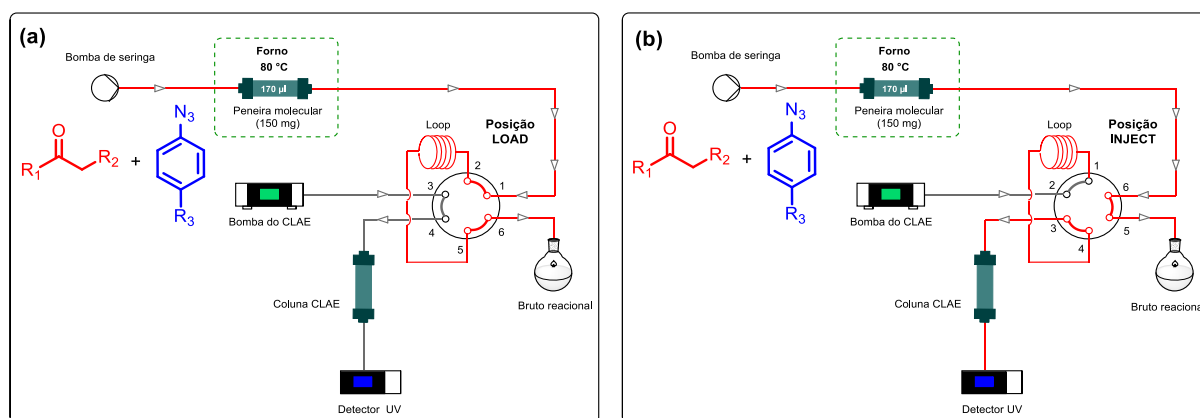 (a)
Bomba de seringa
Forno
80 °C
170 µl
Peneira molecular
(150 mg)
O
R1
R2
+
N3
R3
Loop
Posição
LOAD
2
3
1
4
6
5
Bomba do CLAE
Coluna CLAE
Bruto reacional
Detector UV
(b)
Bomba de seringa
Forno
80 °C
170 µl
Peneira molecular
(150 mg)
O
R1
R2
+
N3
R3
Loop
Posição
INJECT
1
2
6
3
5
4
Bomba do CLAE
Coluna CLAE
Bruto reacional
Detector UV